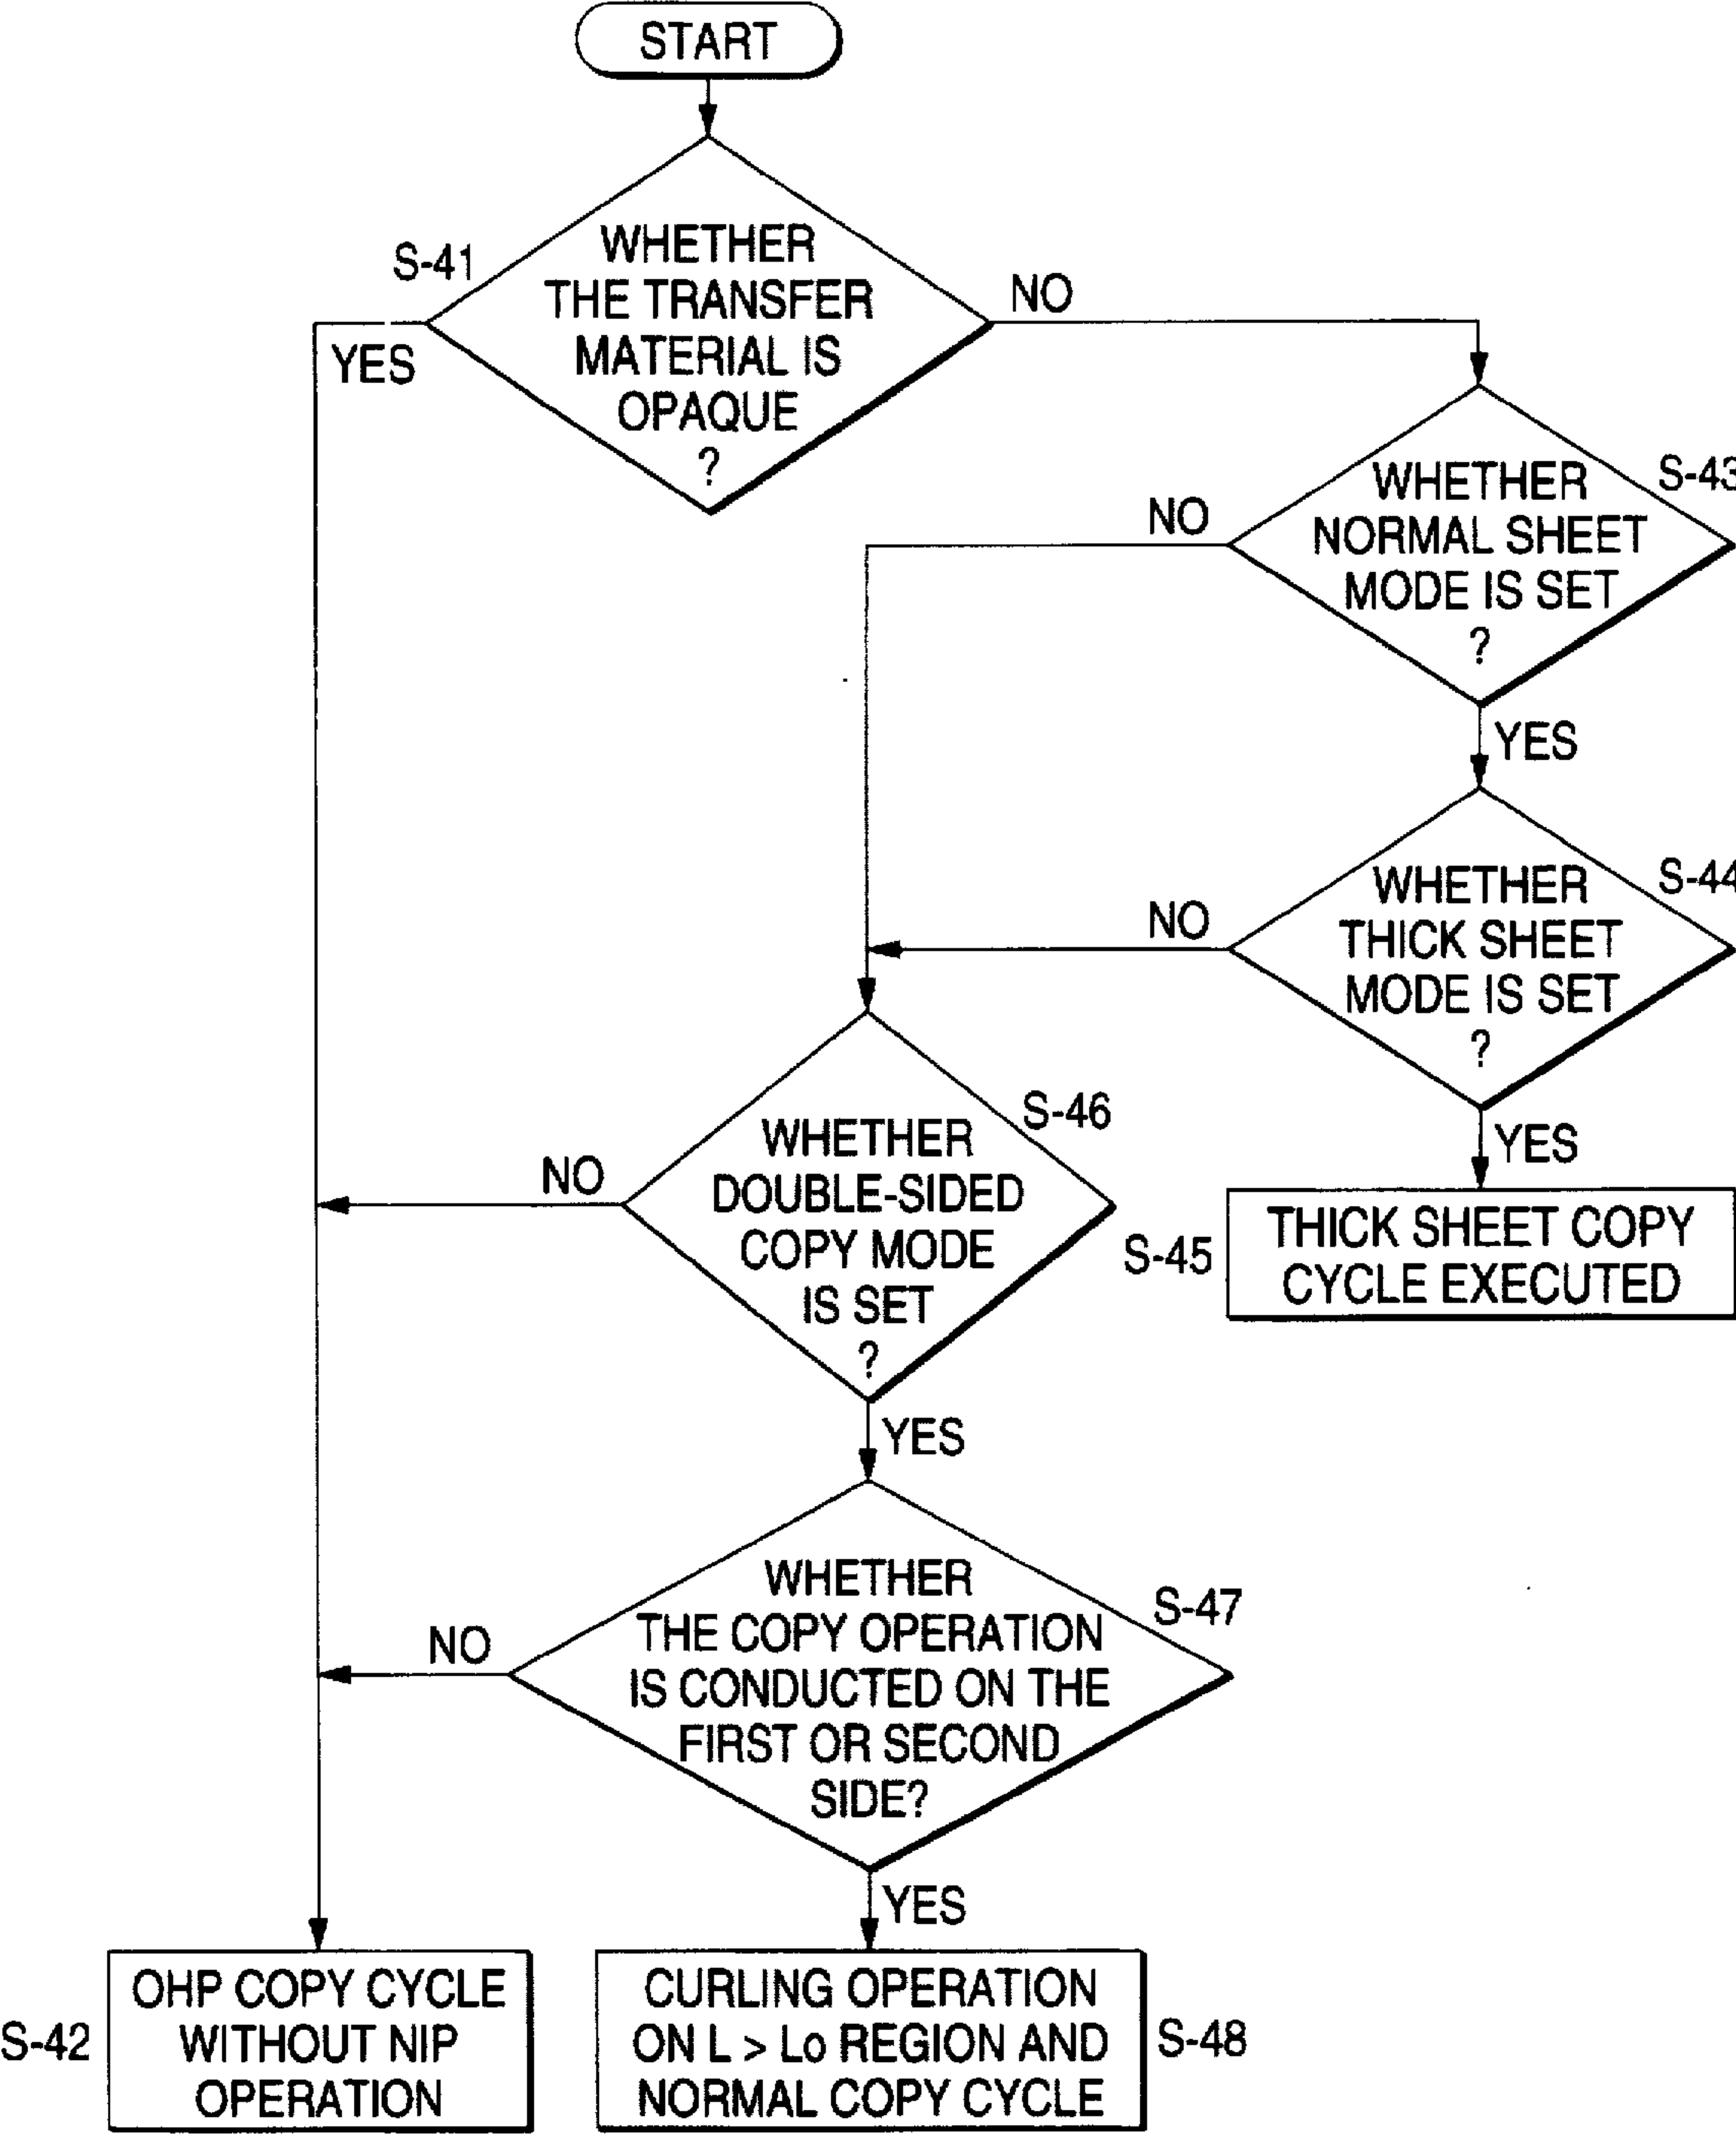 START
S-41
WHETHER
THE TRANSFER
MATERIAL IS
OPAQUE
?
YES
NO
S-43
WHETHER
NORMAL SHEET
MODE IS SET
?
NO
YES
S-44
WHETHER
THICK SHEET
MODE IS SET
?
NO
YES
S-45
THICK SHEET COPY
CYCLE EXECUTED
S-46
WHETHER
DOUBLE-SIDED
COPY MODE
IS SET
?
NO
YES
S-47
WHETHER
THE COPY OPERATION
IS CONDUCTED ON THE
FIRST OR SECOND
SIDE?
NO
YES
S-42
OHP COPY CYCLE
WITHOUT NIP
OPERATION
CURLING OPERATION
ON L > Lo REGION AND
NORMAL COPY CYCLE
S-48